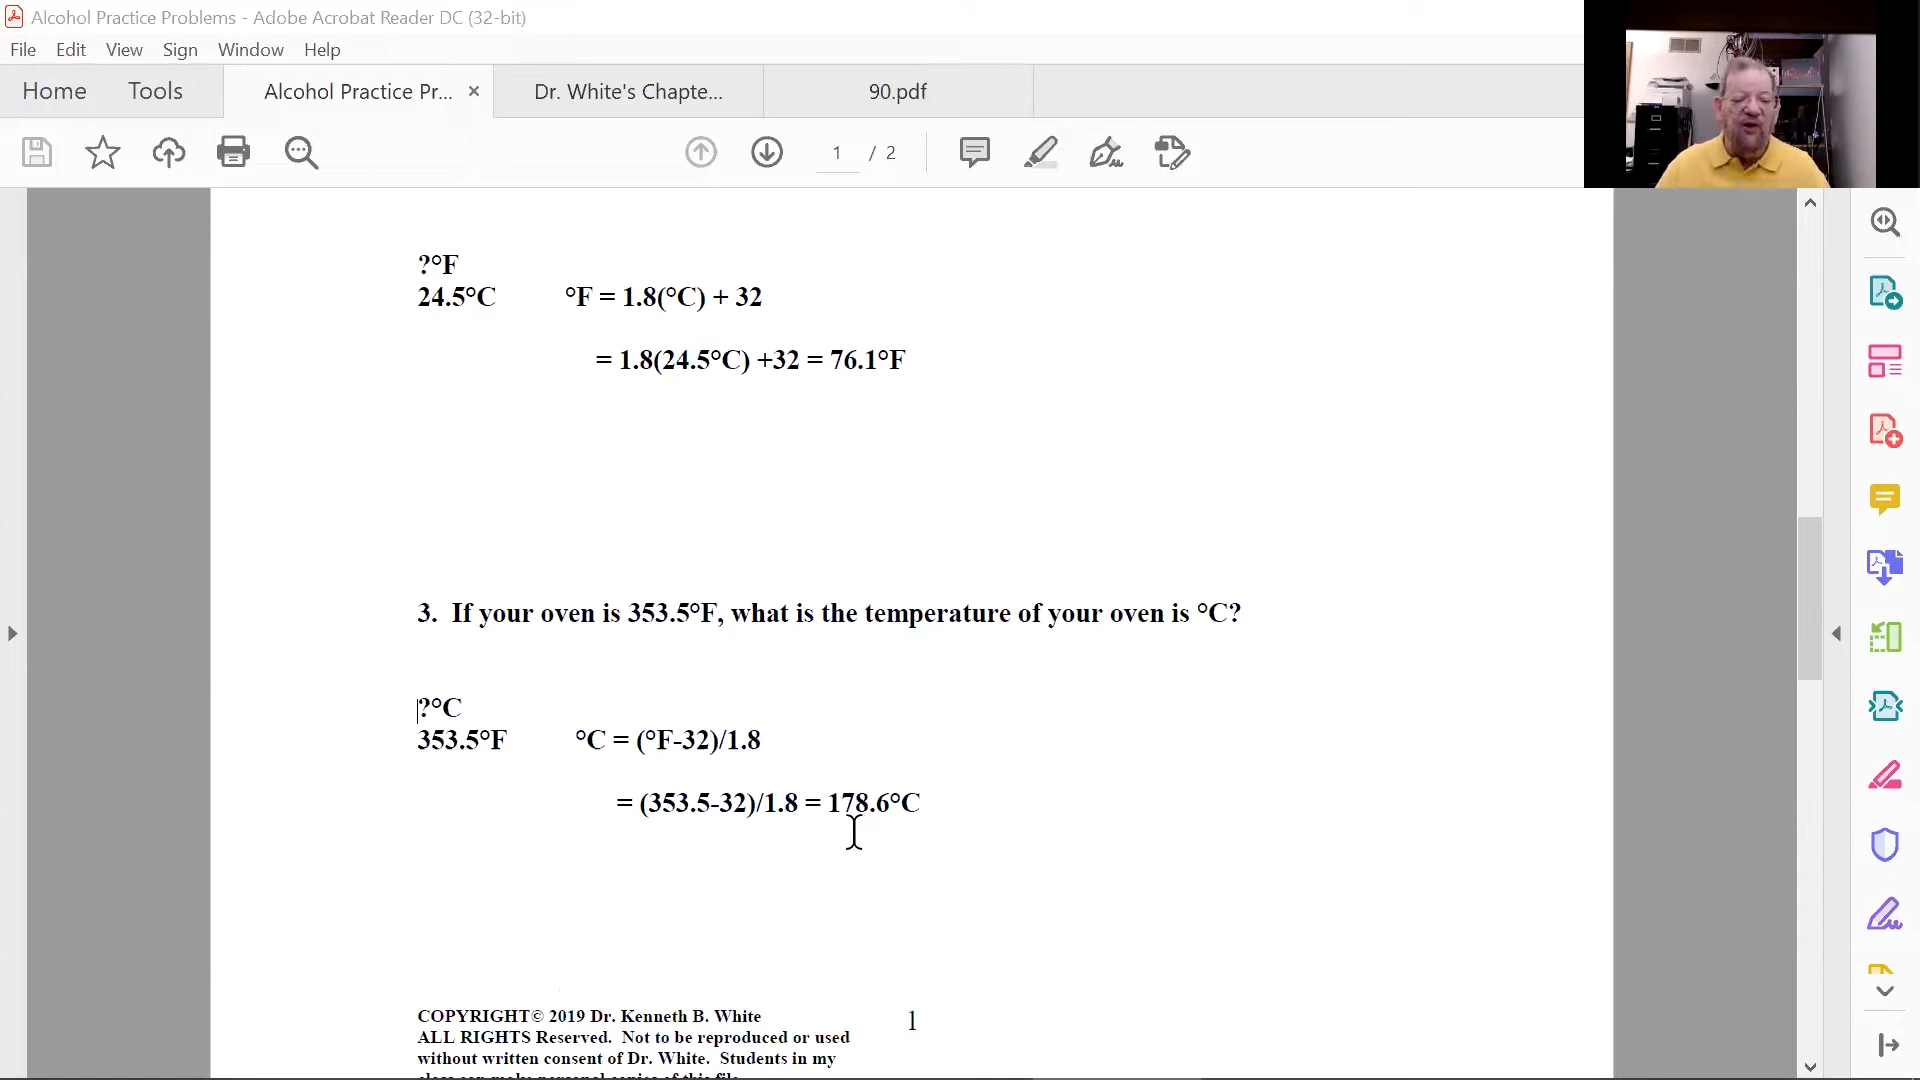 Alcohol Practice Problems - Adobe Acrobat Reader DC (32-bit)
File Edit View Sign Window Help
Home Tools Alcohol Practice Pr... × Dr. White's Chapte... 90.pdf
1 / 2
?°F
24.5°C °F = 1.8(°C) + 32
= 1.8(24.5°C) +32 = 76.1°F
3. If your oven is 353.5°F, what is the temperature of your oven is °C?
?°C
353.5°F °C = (°F-32)/1.8
= (353.5-32)/1.8 = 178.6°C
COPYRIGHT© 2019 Dr. Kenneth B. White 1
ALL RIGHTS Reserved. Not to be reproduced or used
without written consent of Dr. White. Students in my